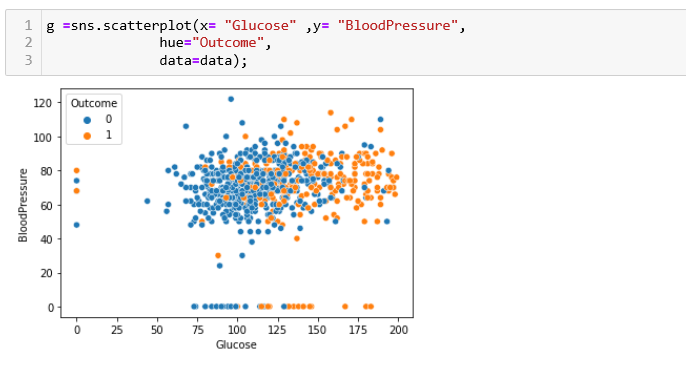 1 g =sns.scatterplot(x= "Glucose" ,y= "BloodPressure",
2 hue="Outcome",
3 data=data);
Outcome
0
1
120
100
80
60
40
20
0
BloodPressure
0 25 50 75 100 125 150 175 200
Glucose